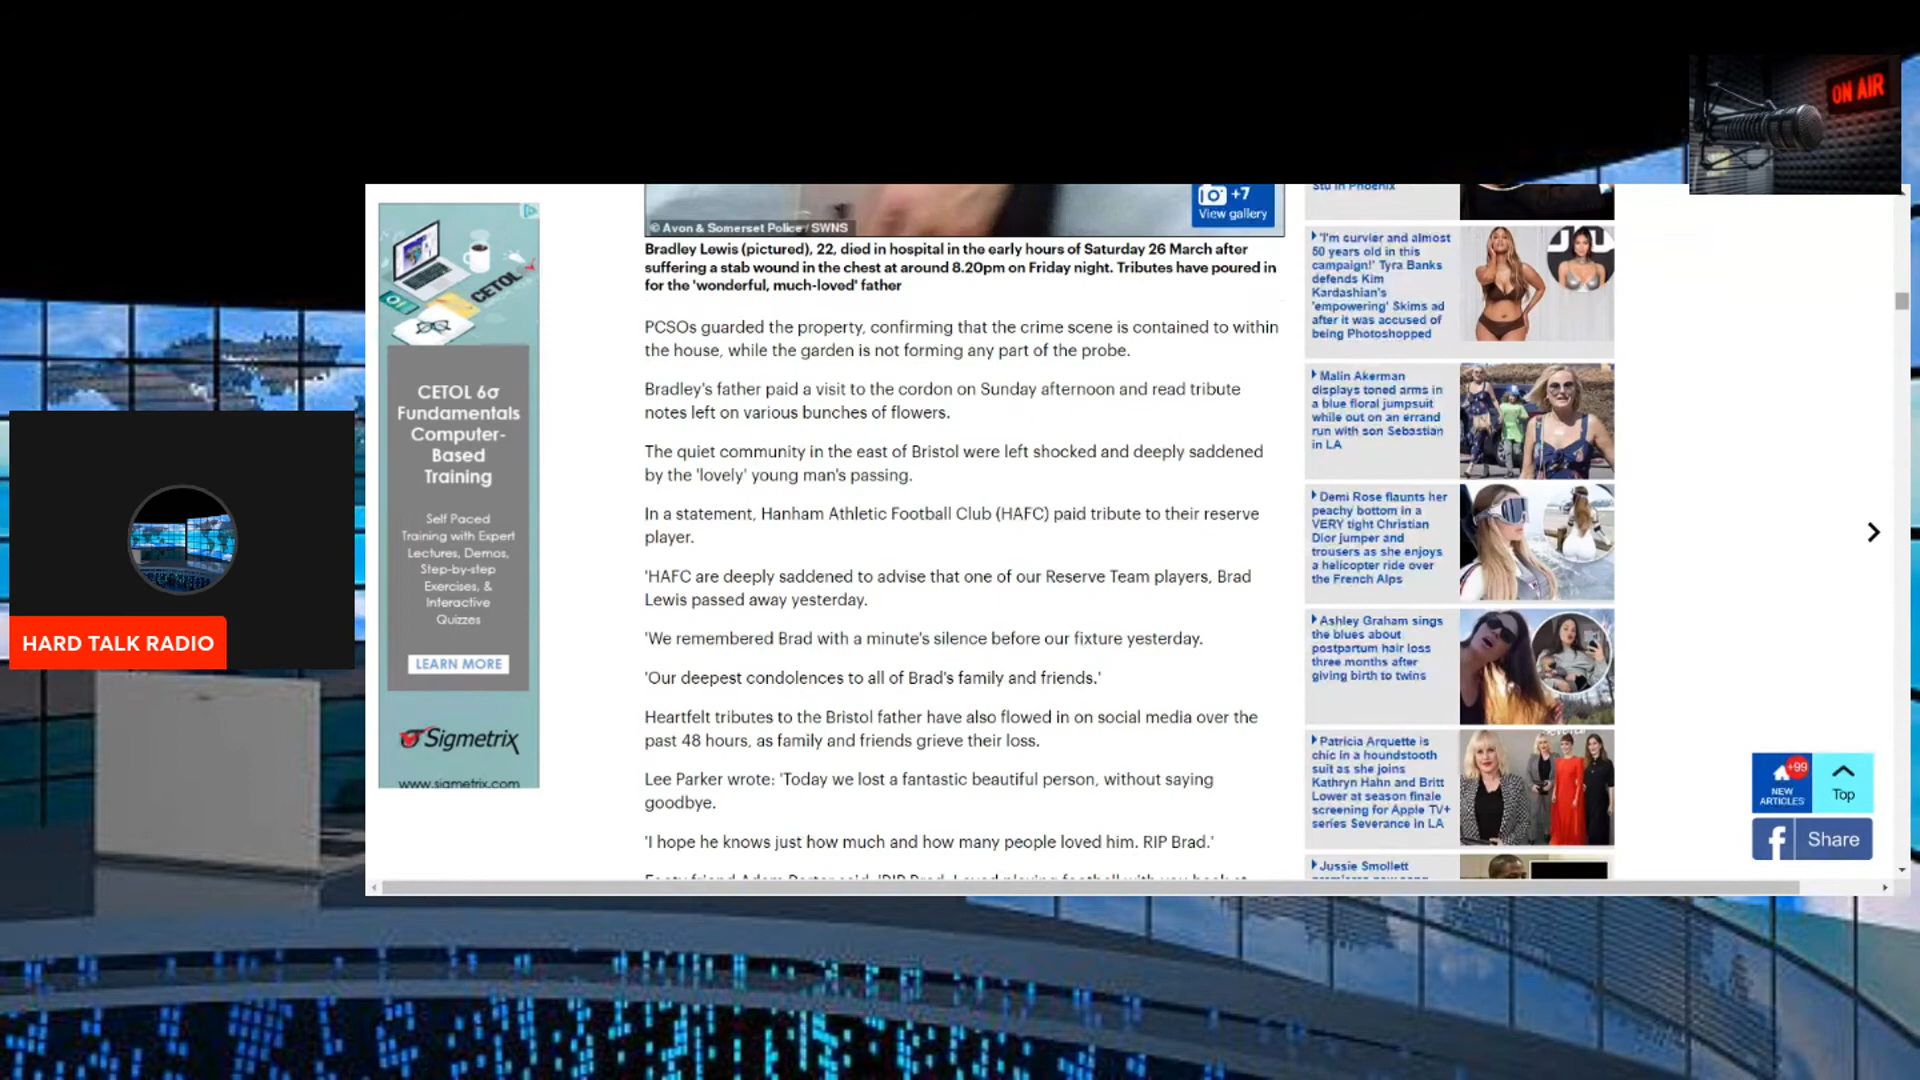 ON AIR
HARD TALK RADIO
CETOL
CETOL 6σ
Fundamentals
Computer-
Based
Training
Self Paced
Training with Expert
Lectures, Demos,
Step-by-step
Exercises, &
Interactive
Quizzes
LEARN MORE
Sigmetrix
www.sigmetrix.com
+7
View gallery
© Avon & Somerset Police / SWNS
Bradley Lewis (pictured), 22, died in hospital in the early hours of Saturday 26 March after
suffering a stab wound in the chest at around 8.20pm on Friday night. Tributes have poured in
for the 'wonderful, much-loved' father
PCSOs guarded the property, confirming that the crime scene is contained to within
the house, while the garden is not forming any part of the probe.
Bradley's father paid a visit to the cordon on Sunday afternoon and read tribute
notes left on various bunches of flowers.
The quiet community in the east of Bristol were left shocked and deeply saddened
by the 'lovely' young man's passing.
In a statement, Hanham Athletic Football Club (HAFC) paid tribute to their reserve
player.
'HAFC are deeply saddened to advise that one of our Reserve Team players, Brad
Lewis passed away yesterday.
'We remembered Brad with a minute's silence before our fixture yesterday.
'Our deepest condolences to all of Brad's family and friends.'
Heartfelt tributes to the Bristol father have also flowed in on social media over the
past 48 hours, as family and friends grieve their loss.
Lee Parker wrote: 'Today we lost a fantastic beautiful person, without saying
goodbye.
'I hope he knows just how much and how many people loved him. RIP Brad.'
Stu in Phoenix
'I'm curvier and almost
50 years old in this
campaign!' Tyra Banks
defends Kim
Kardashian's
'empowering' Skims ad
after it was accused of
being Photoshopped
Malin Akerman
displays toned arms in
a blue floral jumpsuit
while out on an errand
run with son Sebastian
in LA
Demi Rose flaunts her
peachy bottom in a
VERY tight Christian
Dior jumper and
trousers as she enjoys
a helicopter ride over
the French Alps
Ashley Graham sings
the blues about
postpartum hair loss
three months after
giving birth to twins
Patricia Arquette is
chic in a houndstooth
suit as she joins
Kathryn Hahn and Britt
Lower at season finale
screening for Apple TV+
series Severance in LA
Jussie Smollett
+99
NEW
ARTICLES
Top
Share